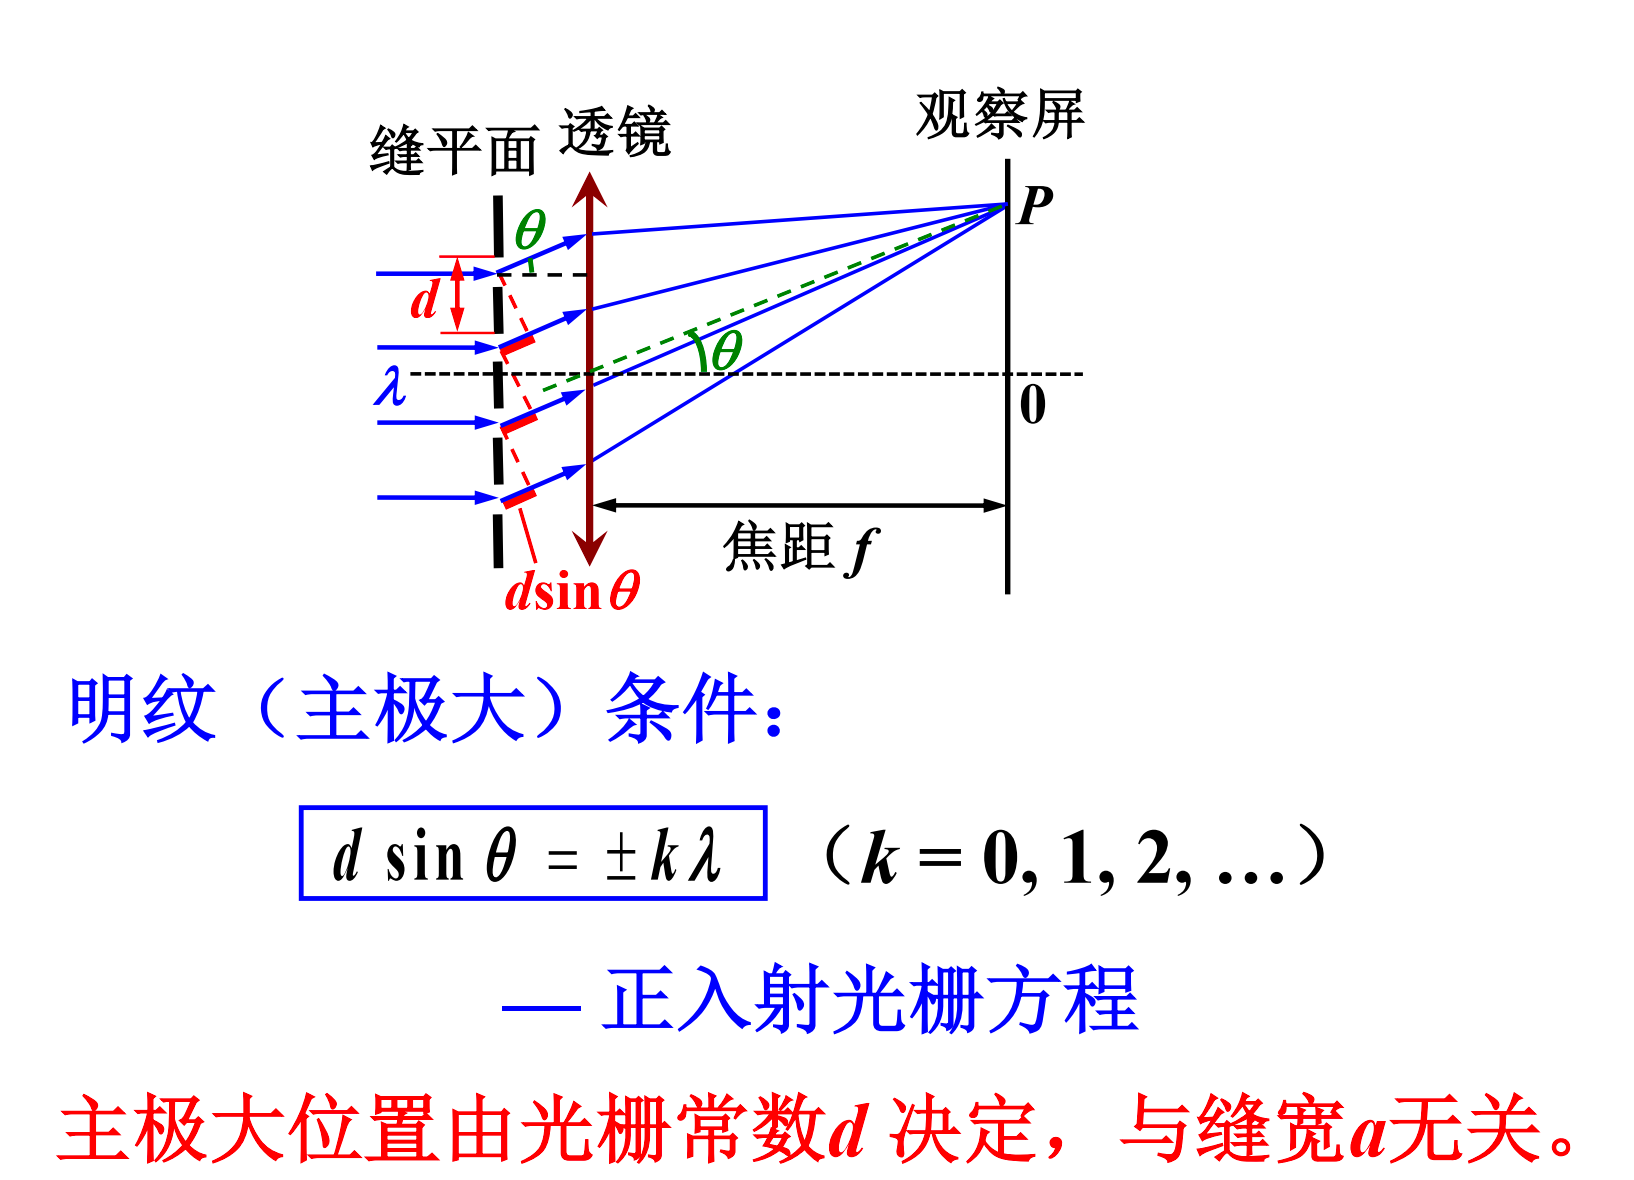 观察屏
透镜
缝平面
P
θ
d
θ
λ
0
焦距 f
dsinθ
明纹（主极大）条件：
d sin θ = ± k λ （k = 0, 1, 2, …）
— 正入射光栅方程
主极大位置由光栅常数d 决定，与缝宽a无关。